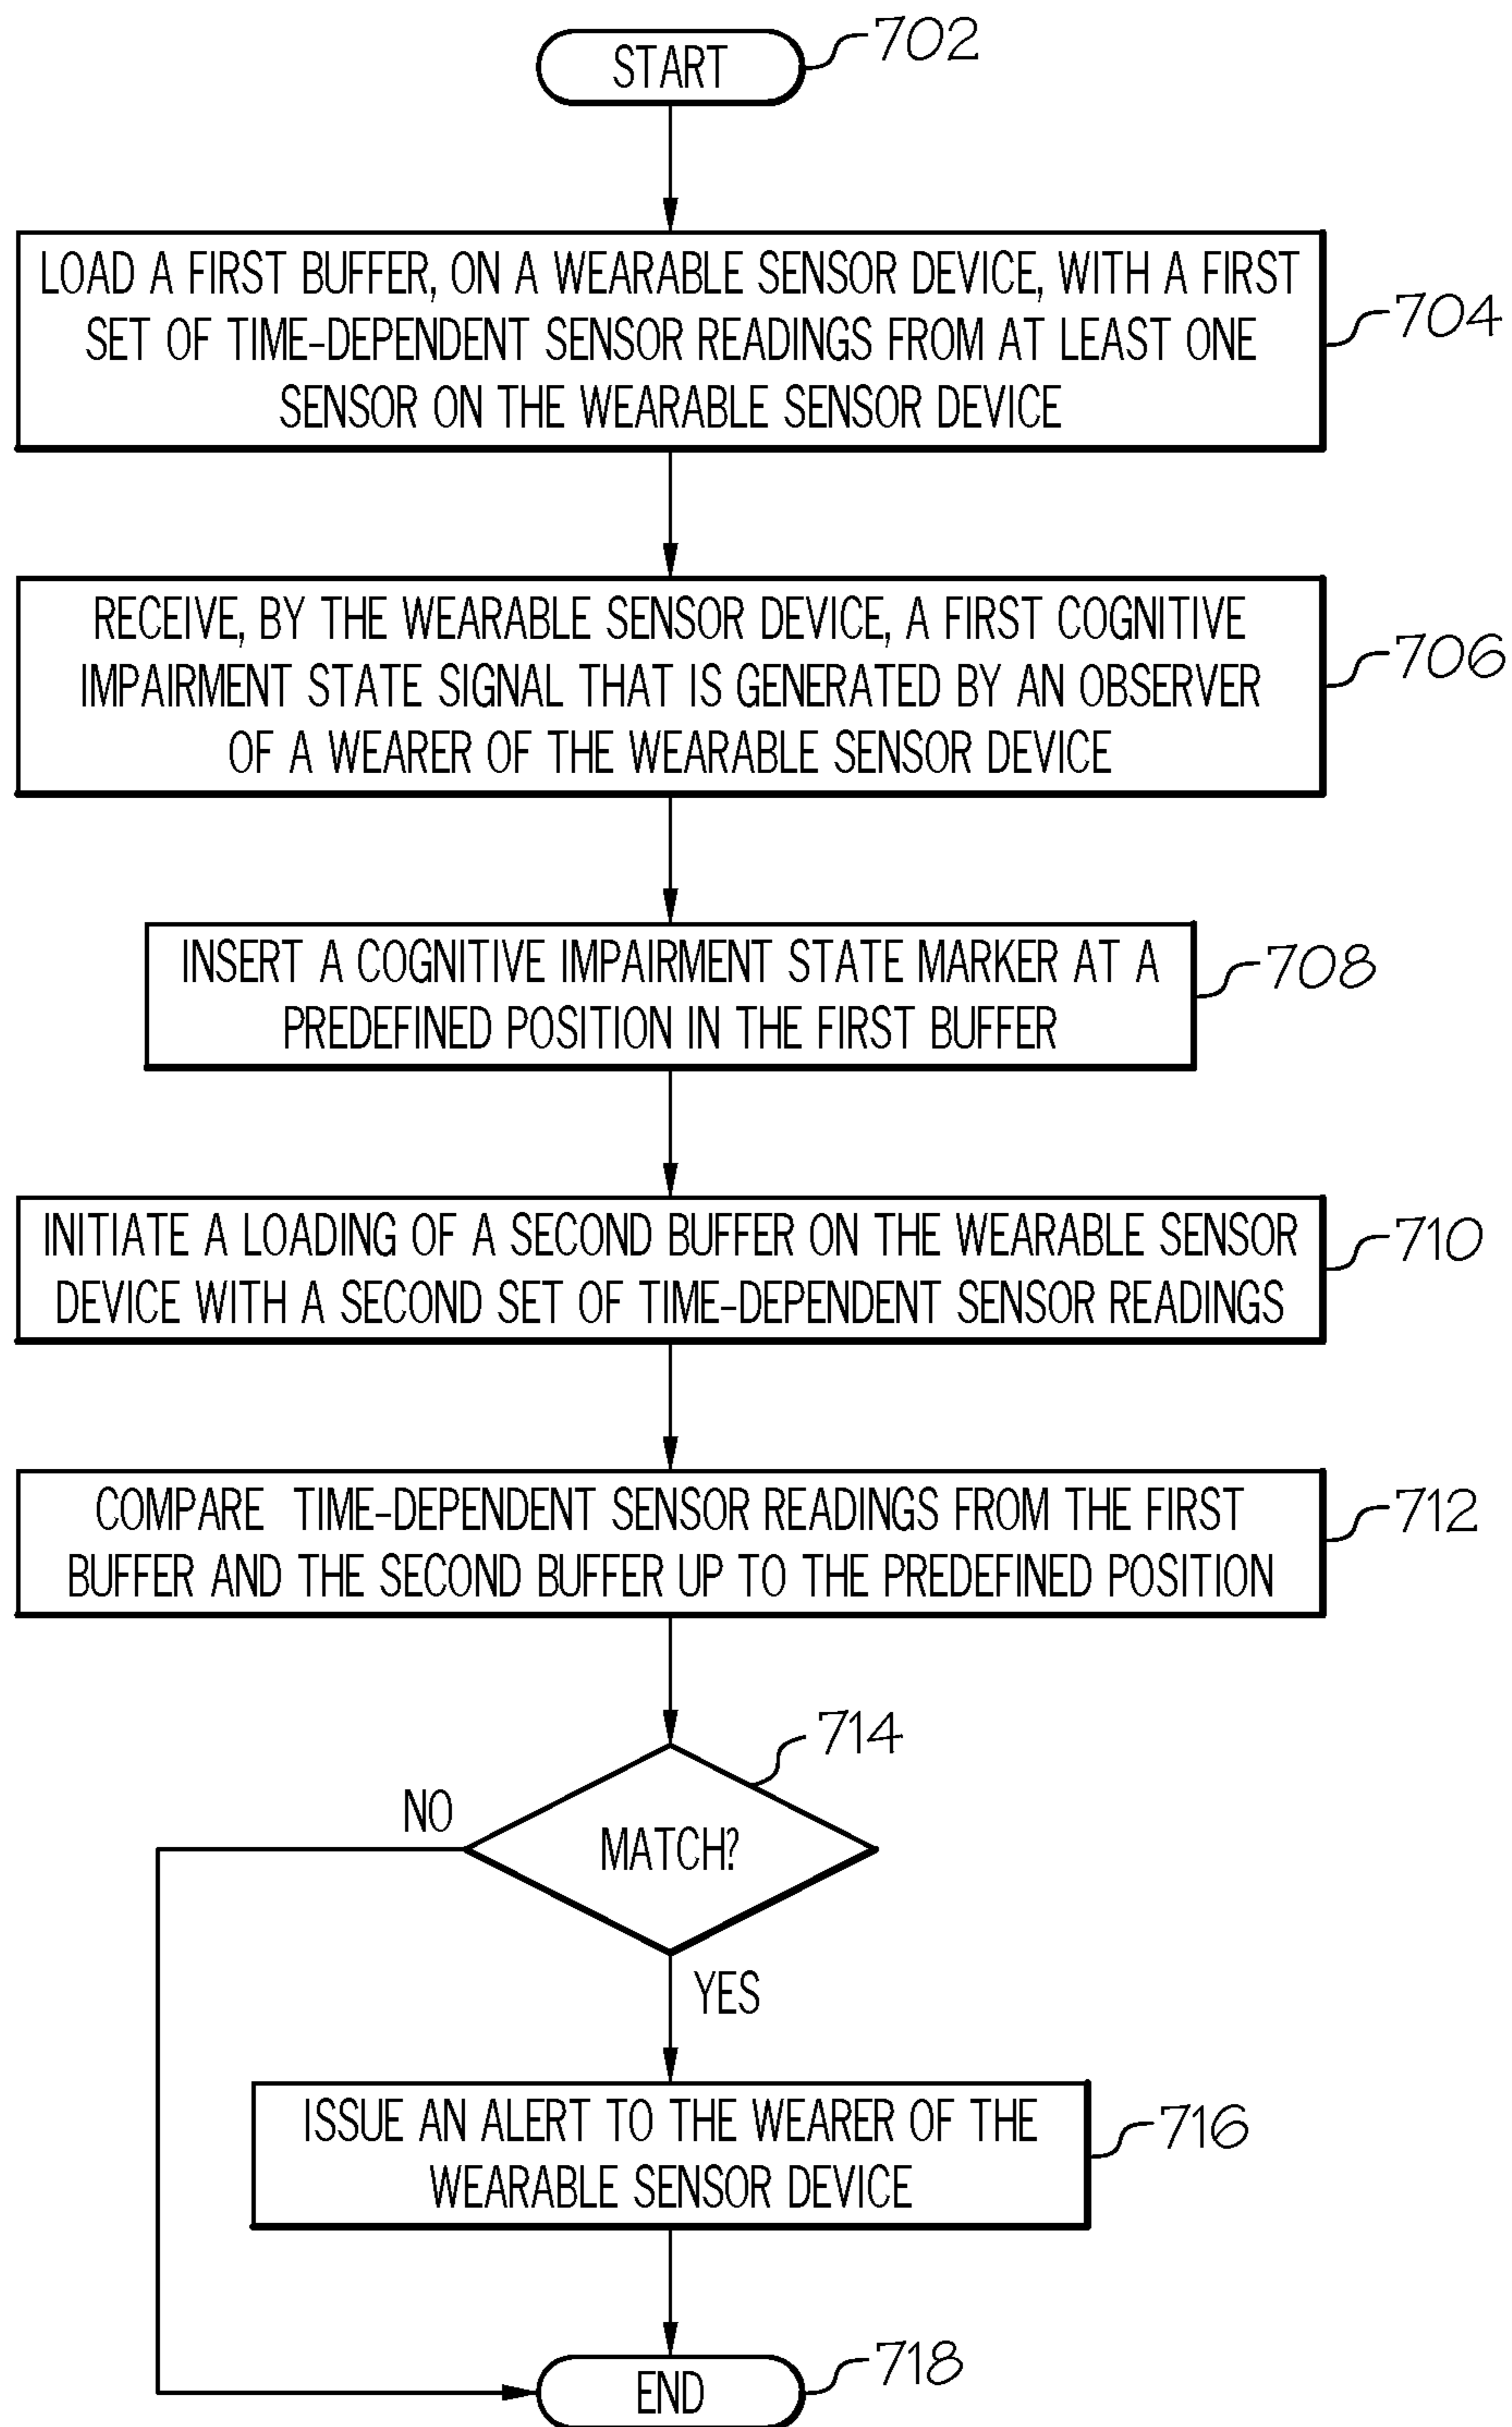 START
702
LOAD A FIRST BUFFER, ON A WEARABLE SENSOR DEVICE, WITH A FIRST
SET OF TIME-DEPENDENT SENSOR READINGS FROM AT LEAST ONE
SENSOR ON THE WEARABLE SENSOR DEVICE
704
RECEIVE, BY THE WEARABLE SENSOR DEVICE, A FIRST COGNITIVE
IMPAIRMENT STATE SIGNAL THAT IS GENERATED BY AN OBSERVER
OF A WEARER OF THE WEARABLE SENSOR DEVICE
706
INSERT A COGNITIVE IMPAIRMENT STATE MARKER AT A
PREDEFINED POSITION IN THE FIRST BUFFER
708
INITIATE A LOADING OF A SECOND BUFFER ON THE WEARABLE SENSOR
DEVICE WITH A SECOND SET OF TIME-DEPENDENT SENSOR READINGS
710
COMPARE TIME-DEPENDENT SENSOR READINGS FROM THE FIRST
BUFFER AND THE SECOND BUFFER UP TO THE PREDEFINED POSITION
712
714
NO
MATCH?
YES
ISSUE AN ALERT TO THE WEARER OF THE
WEARABLE SENSOR DEVICE
716
END
718